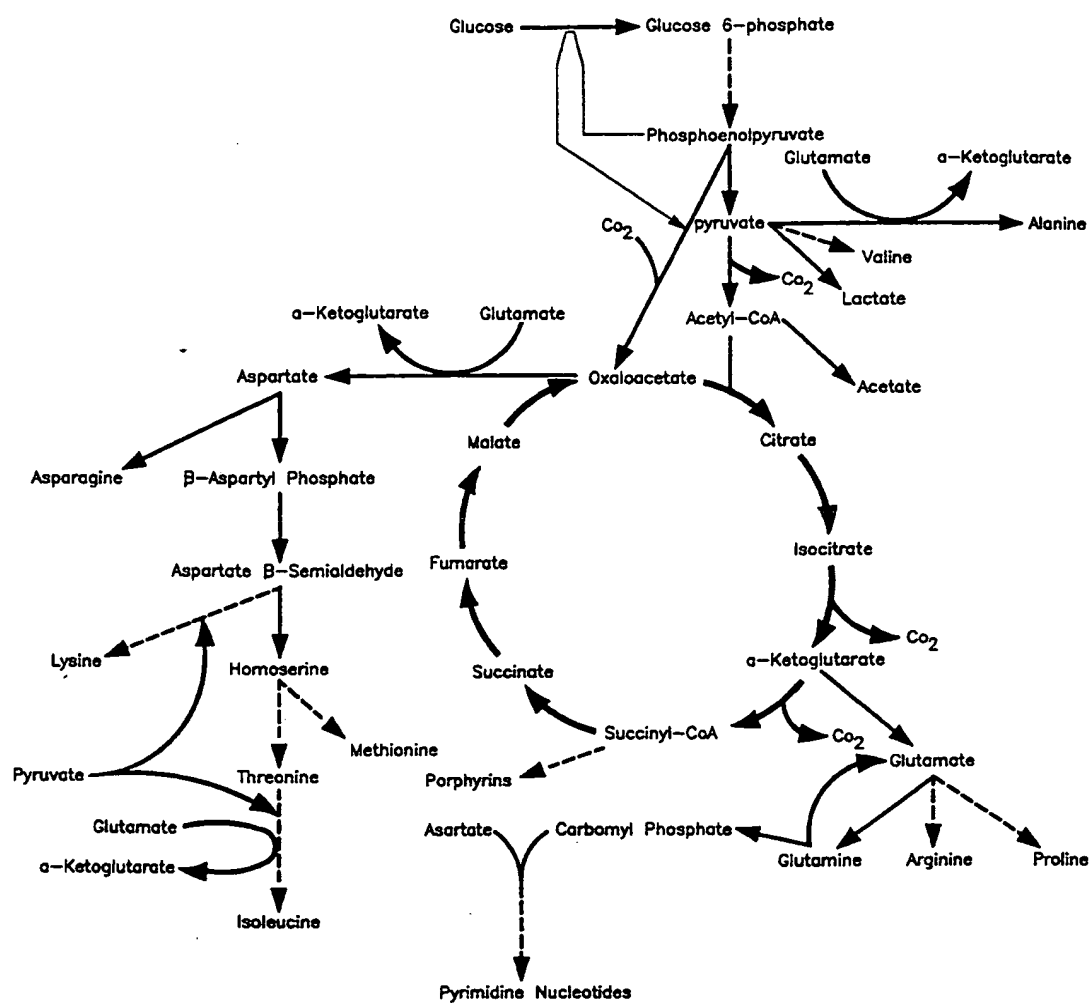 Glucose
Glucose 6-phosphate
Phosphoenolpyruvate
Glutamate
α-Ketoglutarate
Co2
pyruvate
Alanine
Valine
Co2
Lactate
Acetyl-CoA
α-Ketoglutarate
Glutamate
Aspartate
Oxaloacetate
Acetate
Malate
Citrate
Asparagine
β-Aspartyl Phosphate
Isocitrate
Fumarate
Aspartate β-Semialdehyde
Co2
Lysine
Homoserine
Succinate
α-Ketoglutarate
Methionine
Succinyl-CoA
Co2
Glutamate
Pyruvate
Threonine
Porphyrins
Glutamate
Asartate
Carbomyl Phosphate
α-Ketoglutarate
Glutamine
Arginine
Proline
Isoleucine
Pyrimidine Nucleotides